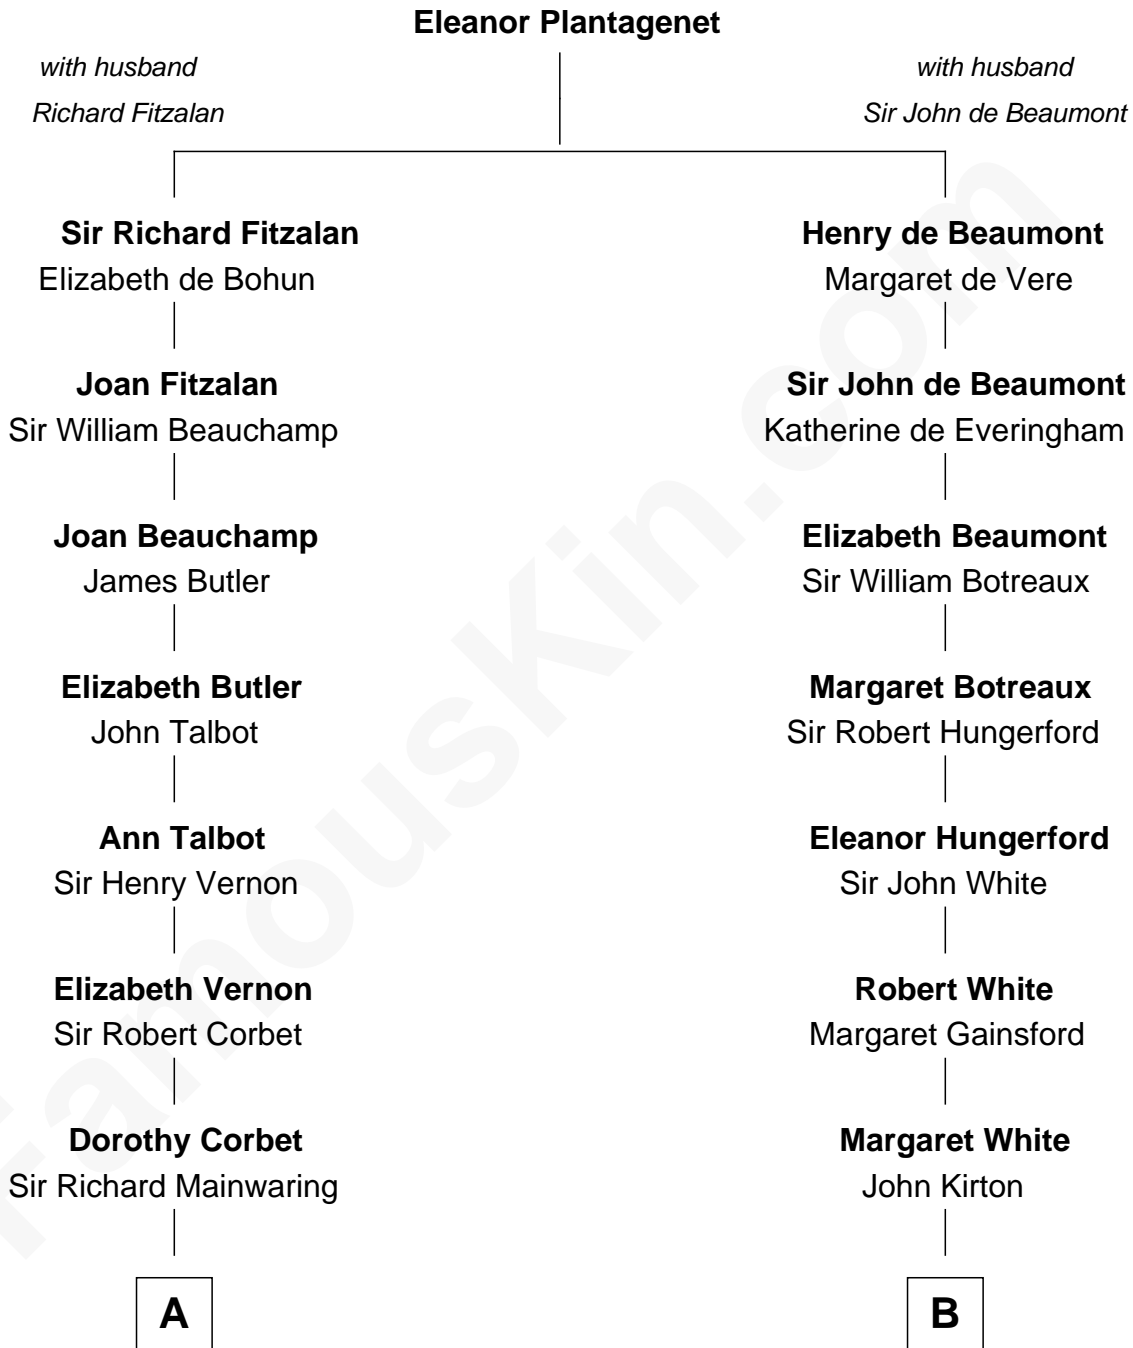 Eleanor Plantagenet
with husband
Richard Fitzalan
with husband
Sir John de Beaumont
Sir Richard Fitzalan
Elizabeth de Bohun
Henry de Beaumont
Margaret de Vere
Joan Fitzalan
Sir William Beauchamp
Sir John de Beaumont
Katherine de Everingham
Joan Beauchamp
James Butler
Elizabeth Beaumont
Sir William Botreaux
Elizabeth Butler
John Talbot
Margaret Botreaux
Sir Robert Hungerford
Ann Talbot
Sir Henry Vernon
Eleanor Hungerford
Sir John White
Elizabeth Vernon
Sir Robert Corbet
Robert White
Margaret Gainsford
Dorothy Corbet
Sir Richard Mainwaring
Margaret White
John Kirton
A
B
FamousKin.com